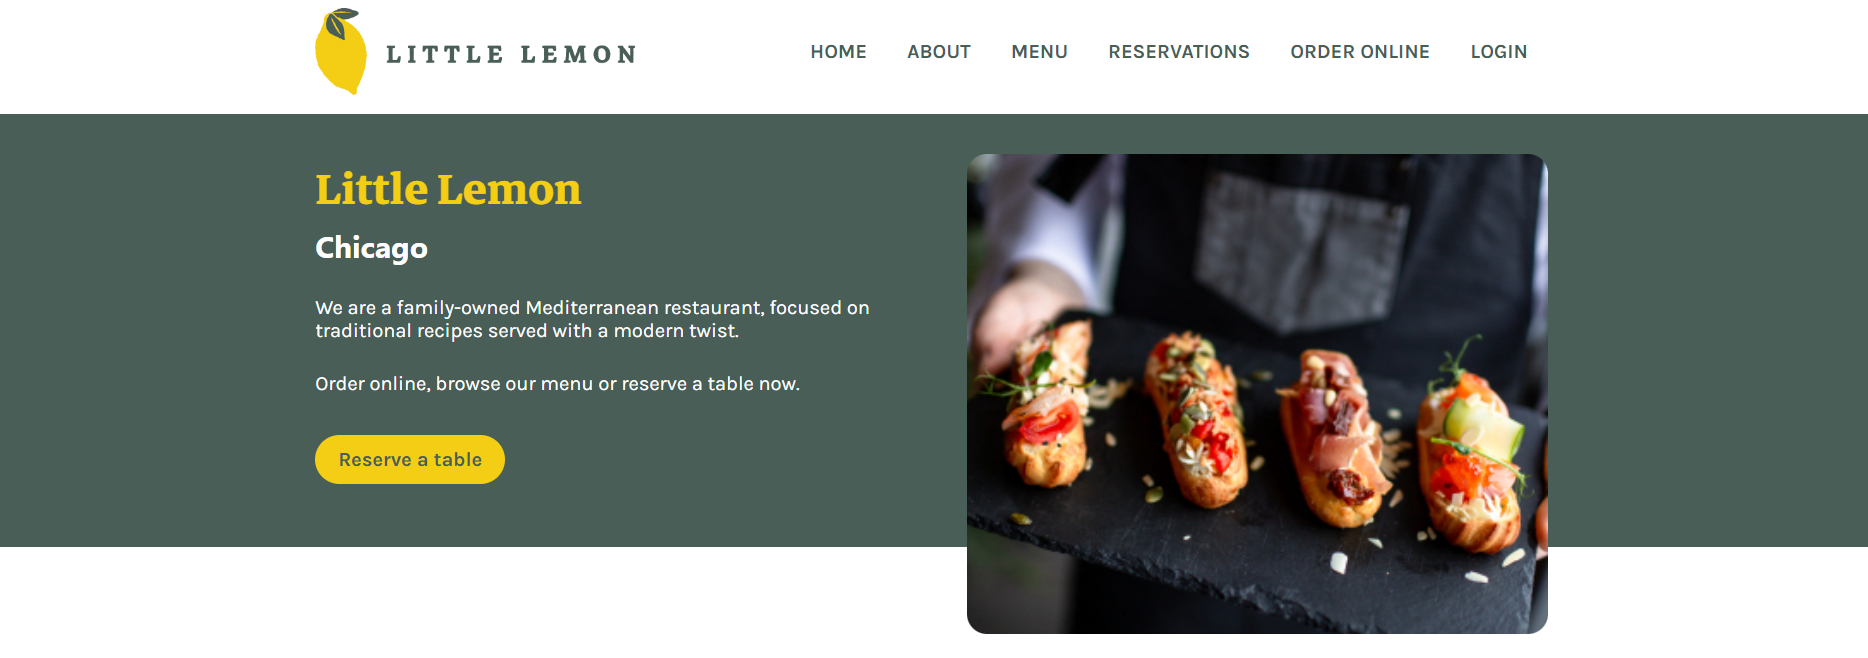 LITTLE LEMON
HOME ABOUT MENU RESERVATIONS ORDER ONLINE LOGIN
Little Lemon
Chicago
We are a family-owned Mediterranean restaurant, focused on
traditional recipes served with a modern twist.
Order online, browse our menu or reserve a table now.
Reserve a table